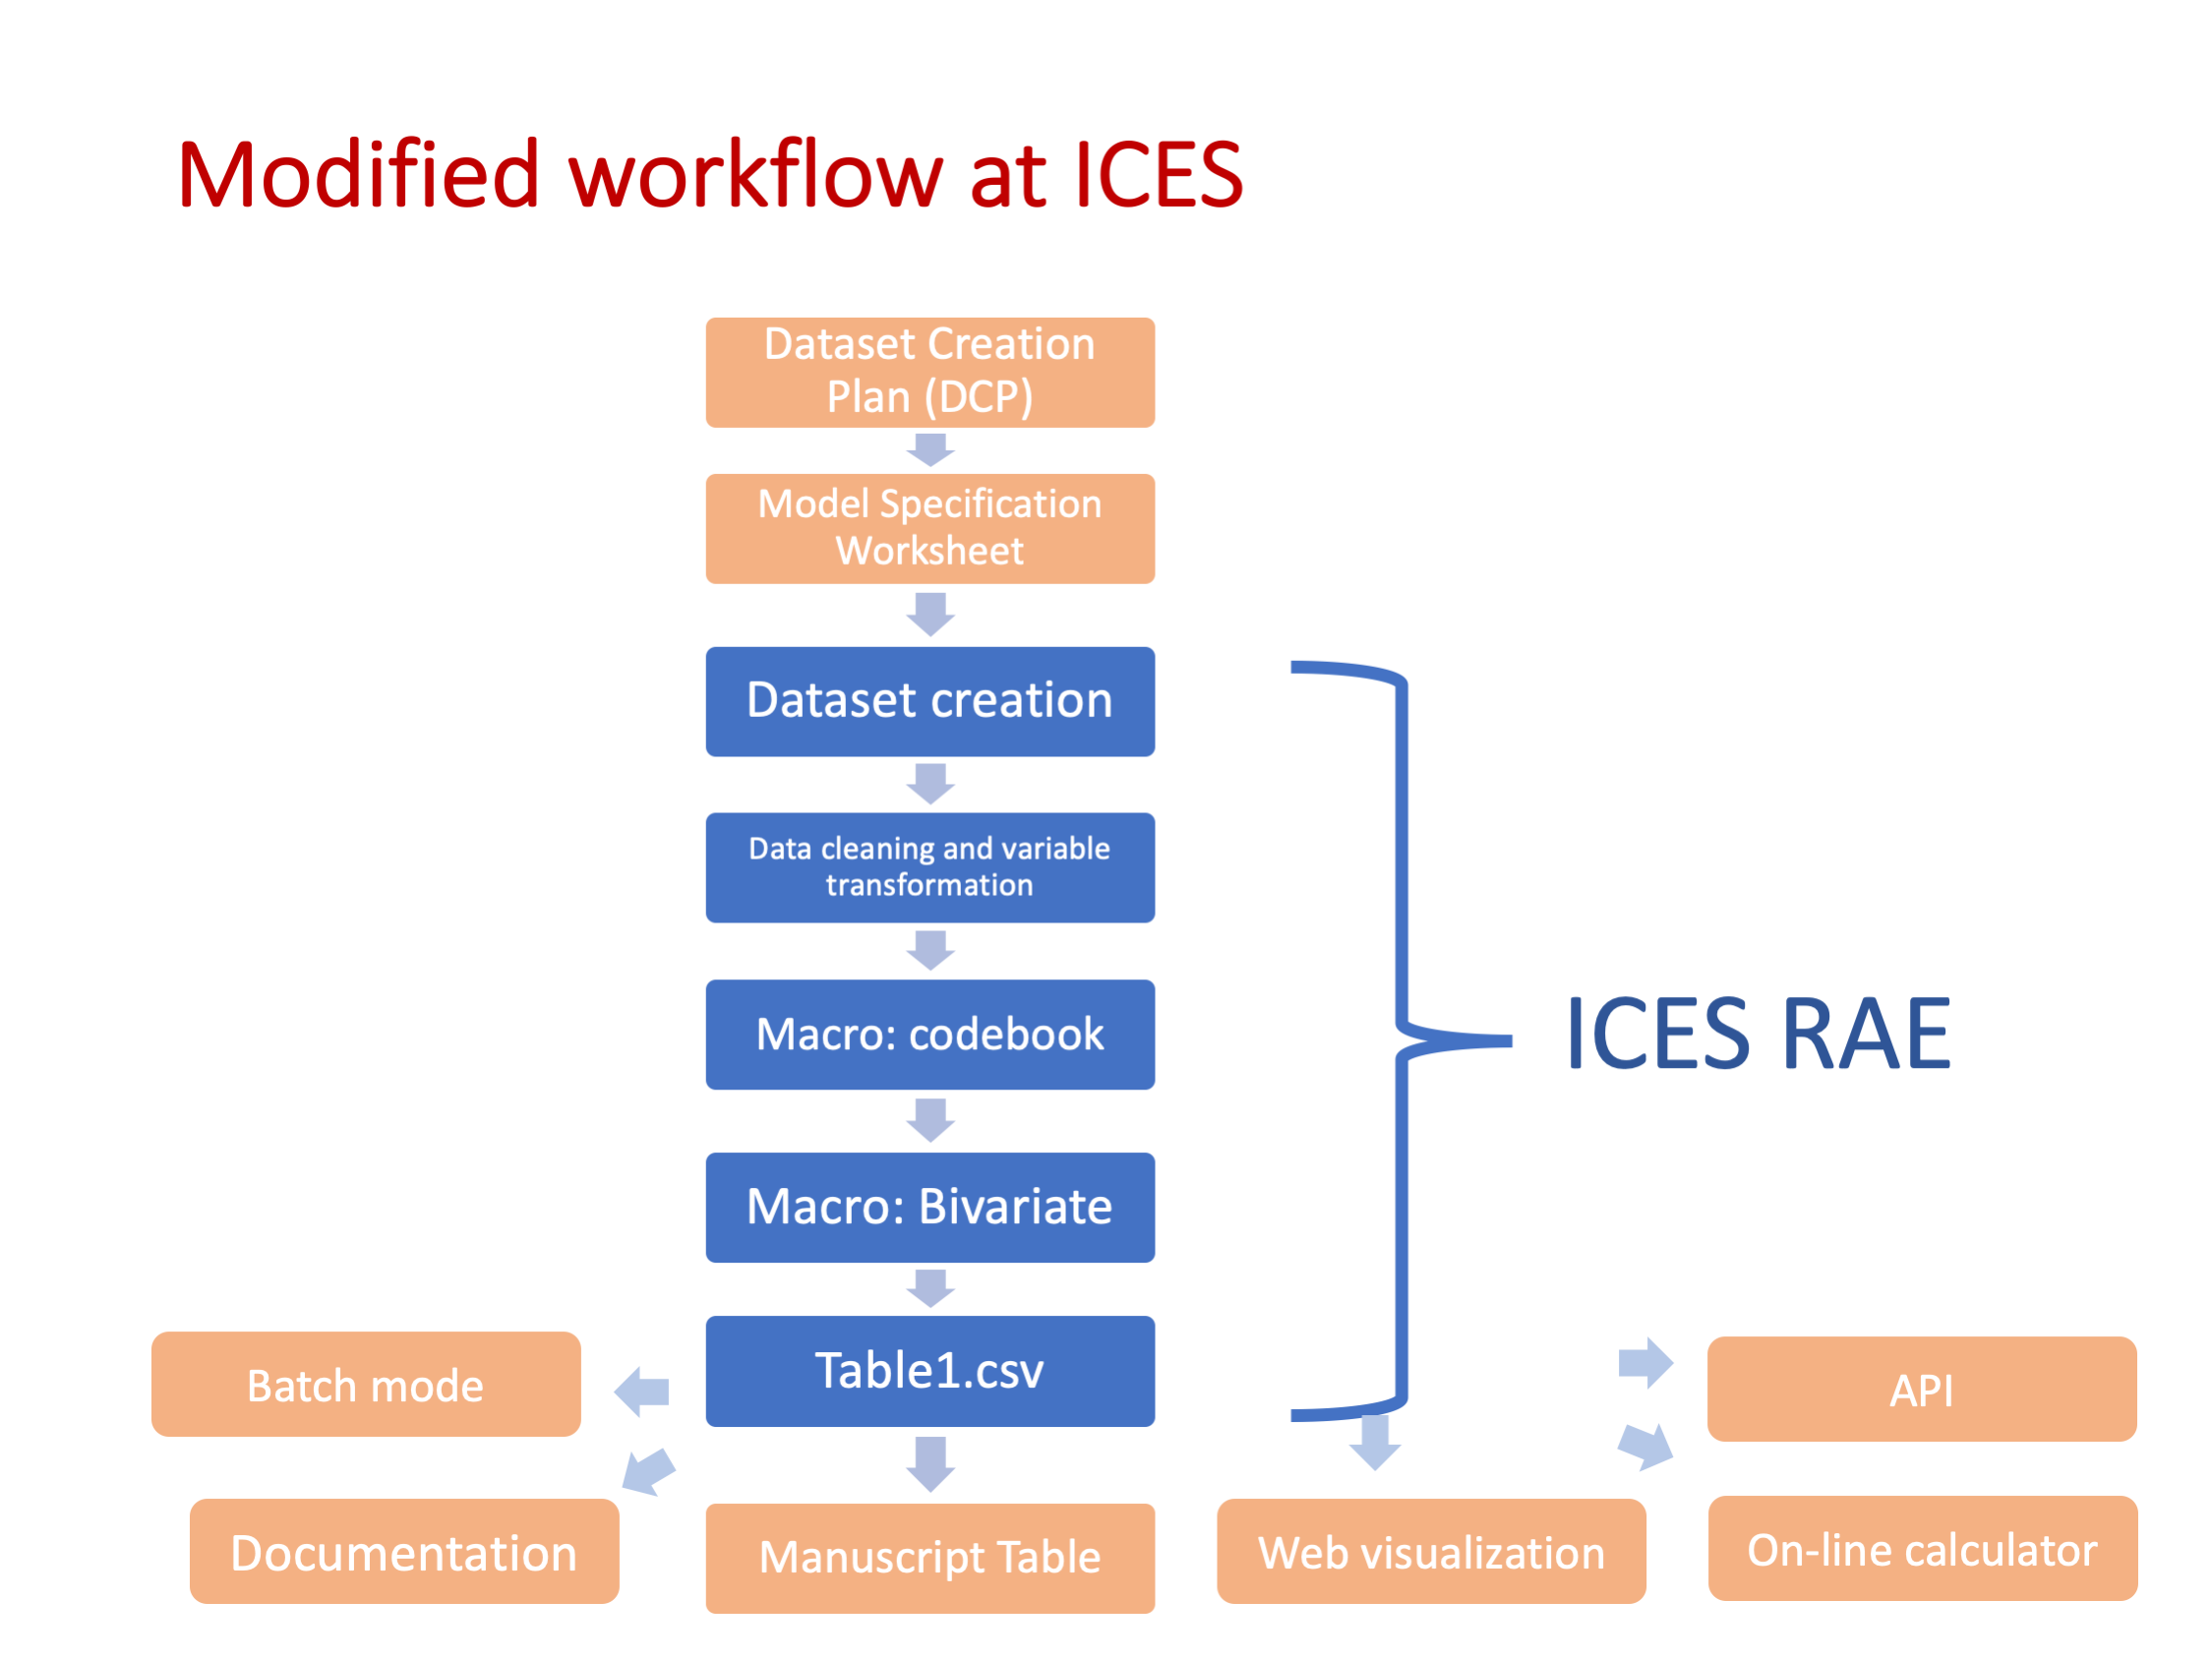 Modified workflow at ICES
Dataset Creation
Plan (DCP)
Model Specification
Worksheet
Dataset creation
Data cleaning and variable
transformation
Macro: codebook
ICES RAE
Macro: Bivariate
Table1.csv
Batch mode
API
Documentation
Manuscript Table
Web visualization
On-line calculator